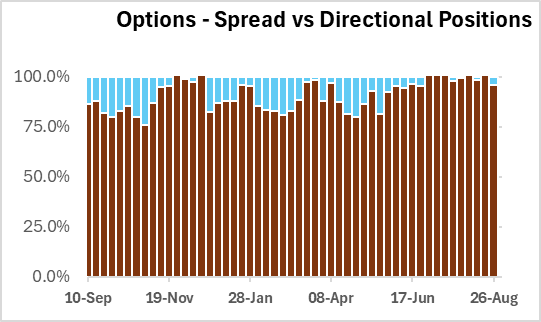 Options - Spread vs Directional Positions
100.0%
75.0%
50.0%
25.0%
0.0%
10-Sep 19-Nov 28-Jan 08-Apr 17-Jun 26-Aug